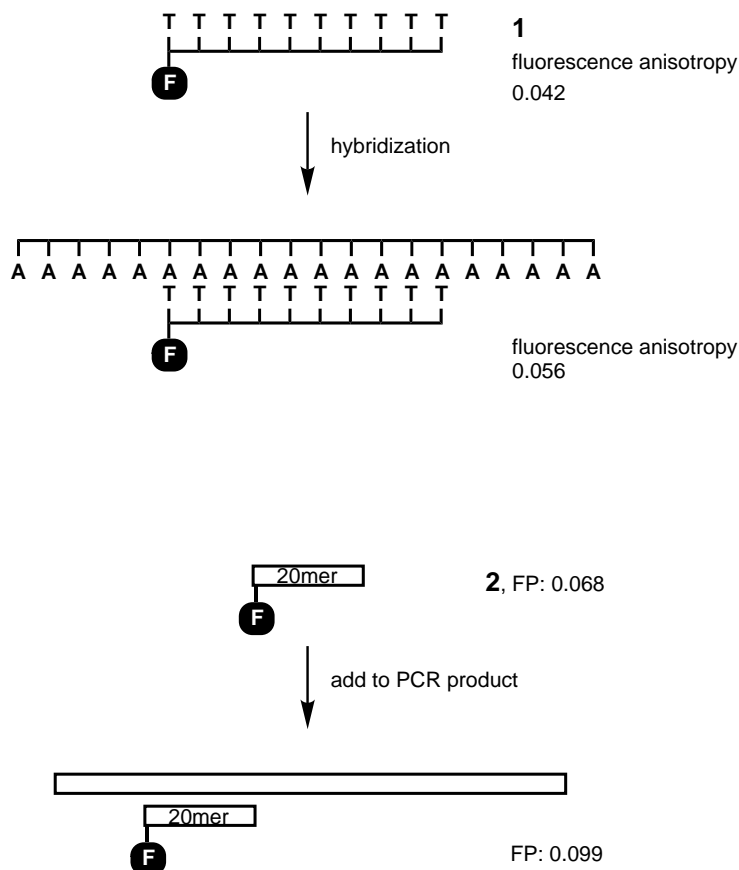 T T T T T T T T T T
1
fluorescence anisotropy
0.042
F
hybridization
A A A A A A A A A A A A A A A A A A A A
T T T T T T T T T T
F
fluorescence anisotropy
0.056
20mer
2, FP: 0.068
F
add to PCR product
20mer
F
FP: 0.099